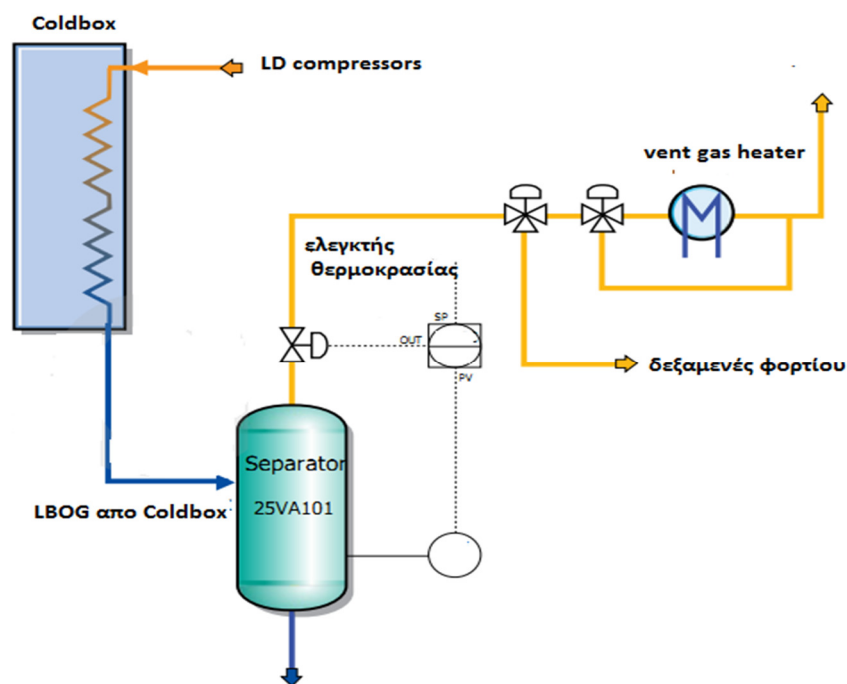 Coldbox
LD compressors
vent gas heater
ελεγκτής
θερμοκρασίας
SP
OUT
PV
δεξαμενές φορτίου
Separator
25VA101
LBOG απο Coldbox